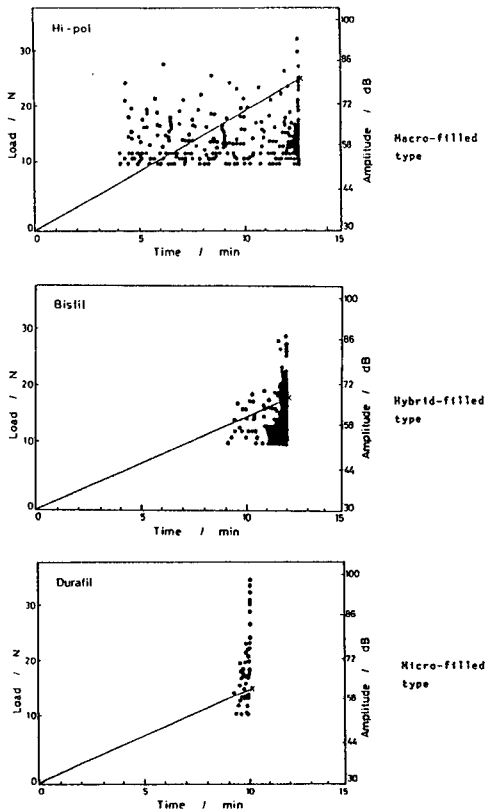 Hi-pol
Load / N
30
20
10
0
0
5
10
15
Time / min
100
86
72
58
44
30
Amplitude / dB
Macro-filled
type
Bisfil
Load / N
30
20
10
0
0
5
10
15
Time / min
100
86
72
58
44
30
Amplitude / dB
Hybrid-filled
type
Durafil
Load / N
30
20
10
0
0
5
10
15
Time / min
100
86
72
58
44
30
Amplitude / dB
Micro-filled
type